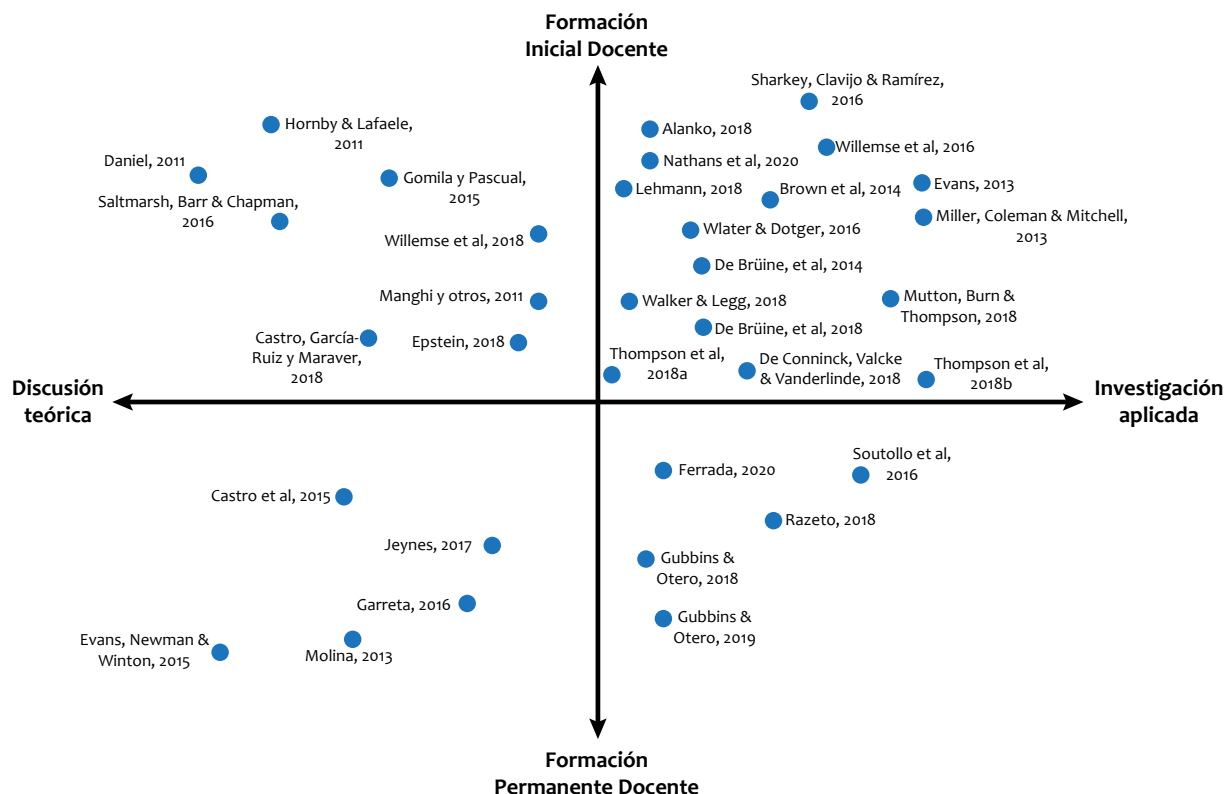 Formación
Inicial Docente
Sharkey, Clavijo & Ramírez,
2016
Hornby & Lafaele,
2011
Alanko, 2018
Willemse et al, 2016
Daniel, 2011
Nathans et al, 2020
Gomila y Pascual,
2015
Lehmann, 2018
Brown et al, 2014
Evans, 2013
Saltmarsh, Barr & Chapman,
2016
Miller, Coleman & Mitchell,
2013
Willemse et al, 2018
Wlater & Dotger, 2016
De Brüine, et al, 2014
Manghi y otros, 2011
Walker & Legg, 2018
Mutton, Burn &
Thompson, 2018
Castro, García-
Ruiz y Maraver,
2018
Epstein, 2018
De Brüine, et al, 2018
Thompson et al,
2018a
De Conninck, Valcke
& Vanderlinde, 2018
Thompson et al,
2018b
Discusión
teórica
Investigación
aplicada
Ferrada, 2020
Soutollo et al,
2016
Castro et al, 2015
Razeto, 2018
Jeynes, 2017
Gubbins &
Otero, 2018
Garreta, 2016
Gubbins &
Otero, 2019
Evans, Newman &
Winton, 2015
Molina, 2013
Formación
Permanente Docente